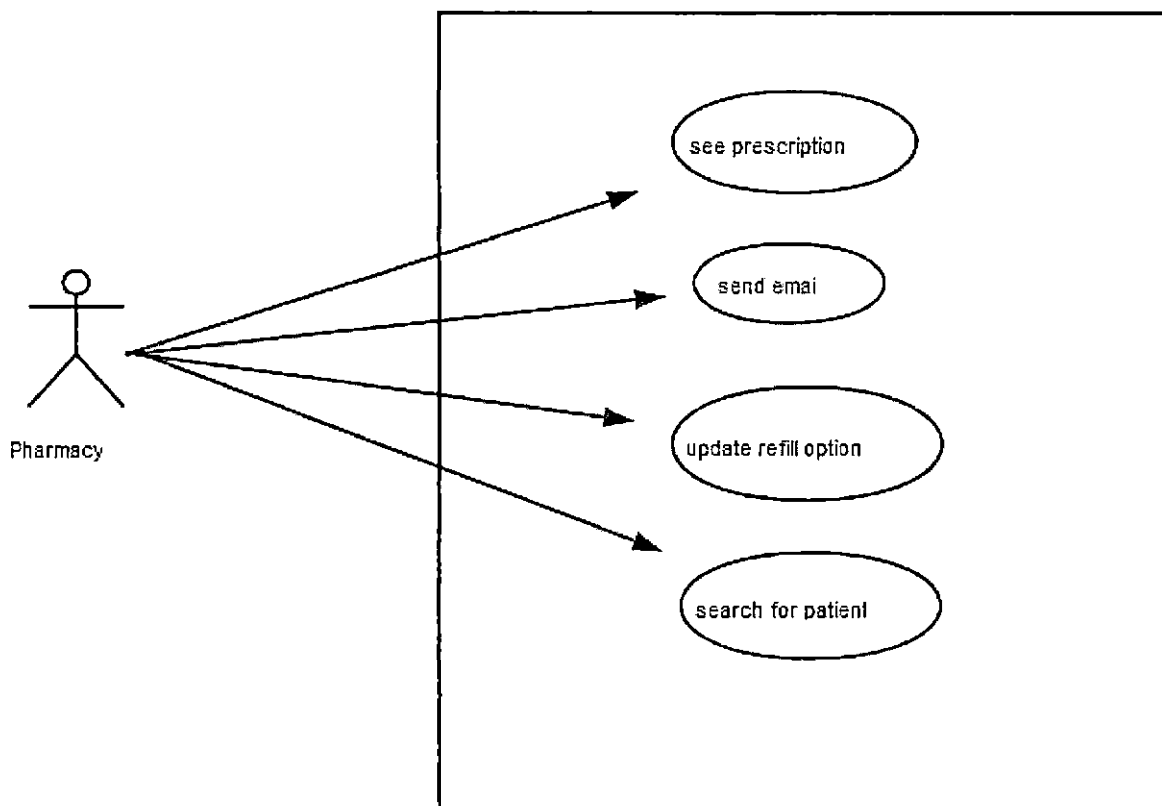 see prescription
send emai
Pharmacy
update refill option
search for patient